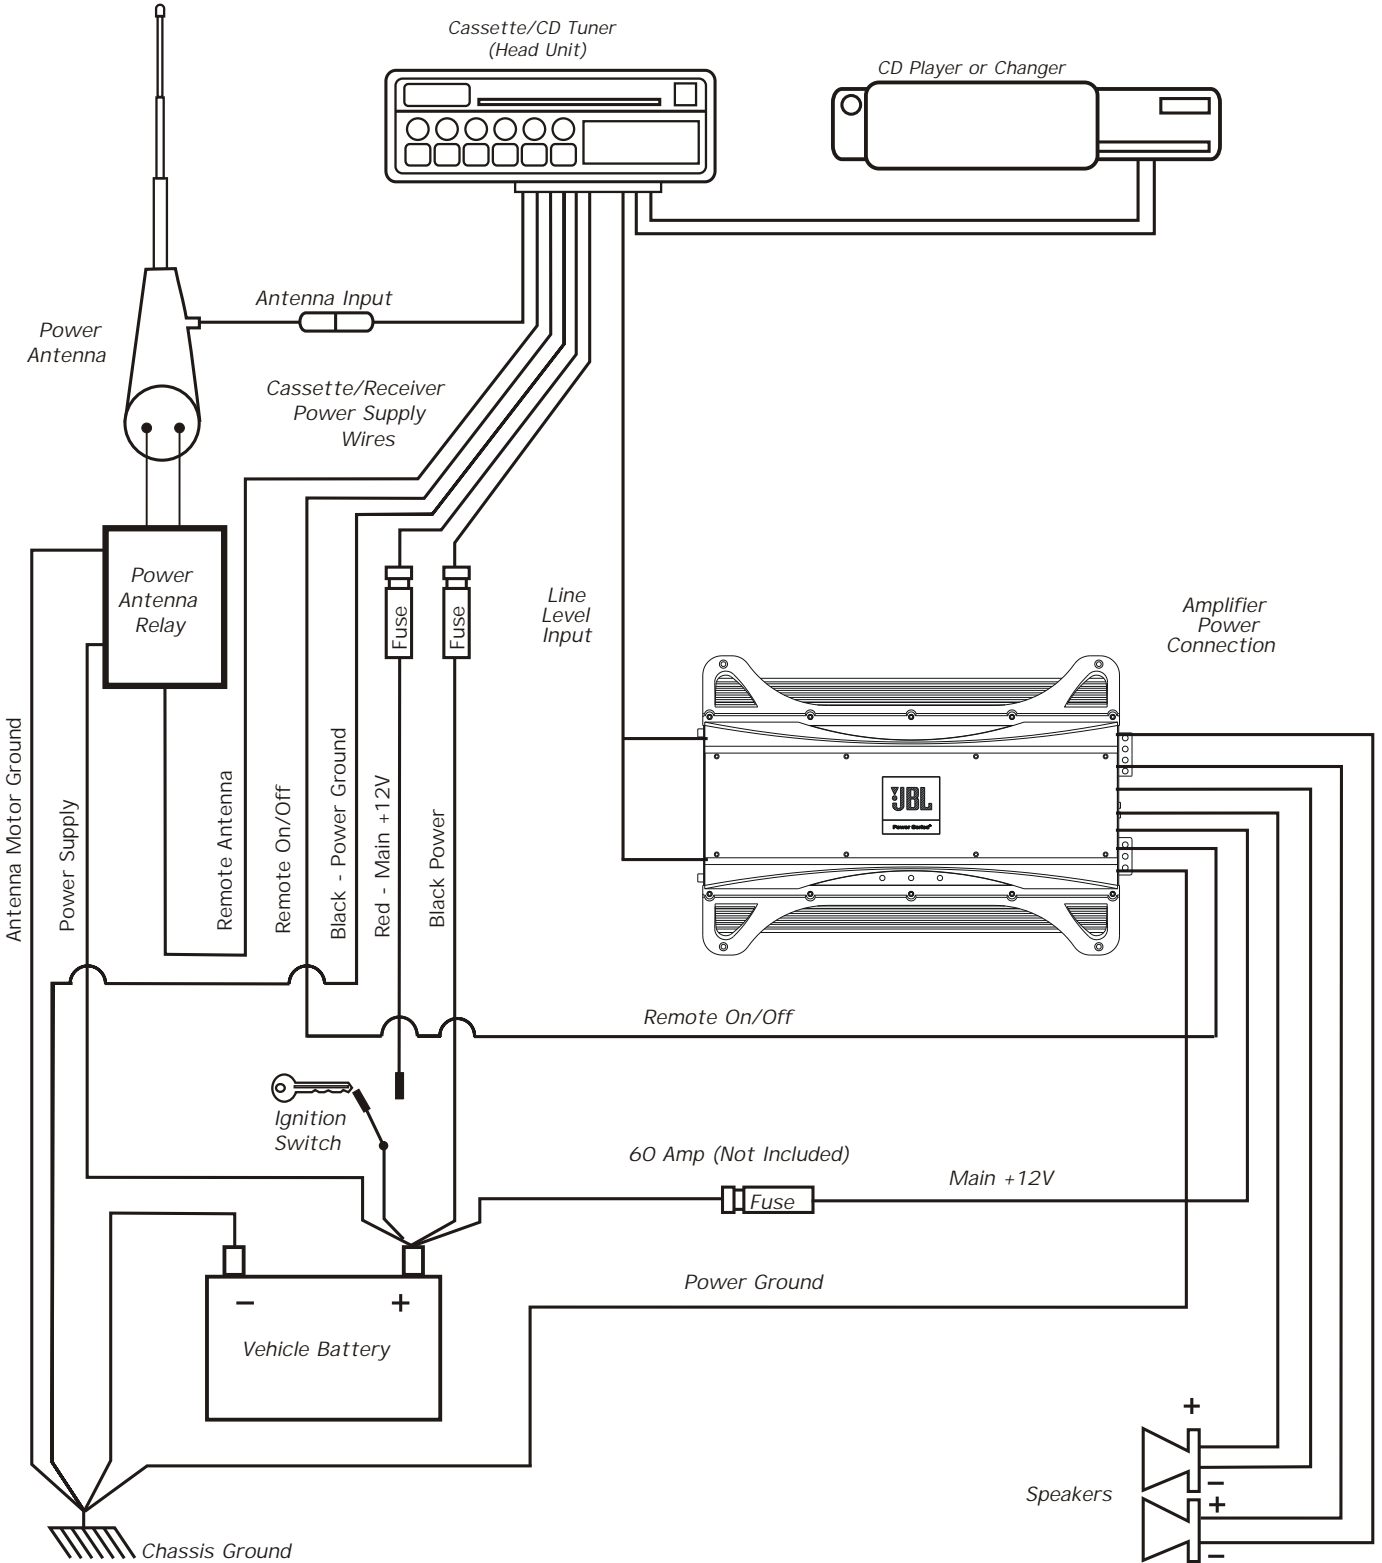 Cassette/CD Tuner
(Head Unit)
CD Player or Changer
Antenna Input
Power
Antenna
Cassette/Receiver
Power Supply
Wires
Power
Antenna
Relay
Fuse
Fuse
Line
Level
Input
Amplifier
Power
Connection
Antenna Motor Ground
Power Supply
Remote Antenna
Remote On/Off
Black - Power Ground
Red - Main +12V
Black Power
JBL
Power Series
Remote On/Off
Ignition
Switch
60 Amp (Not Included)
Fuse
Main +12V
Power Ground
− +
Vehicle Battery
+
−
Speakers
+
−
Chassis Ground